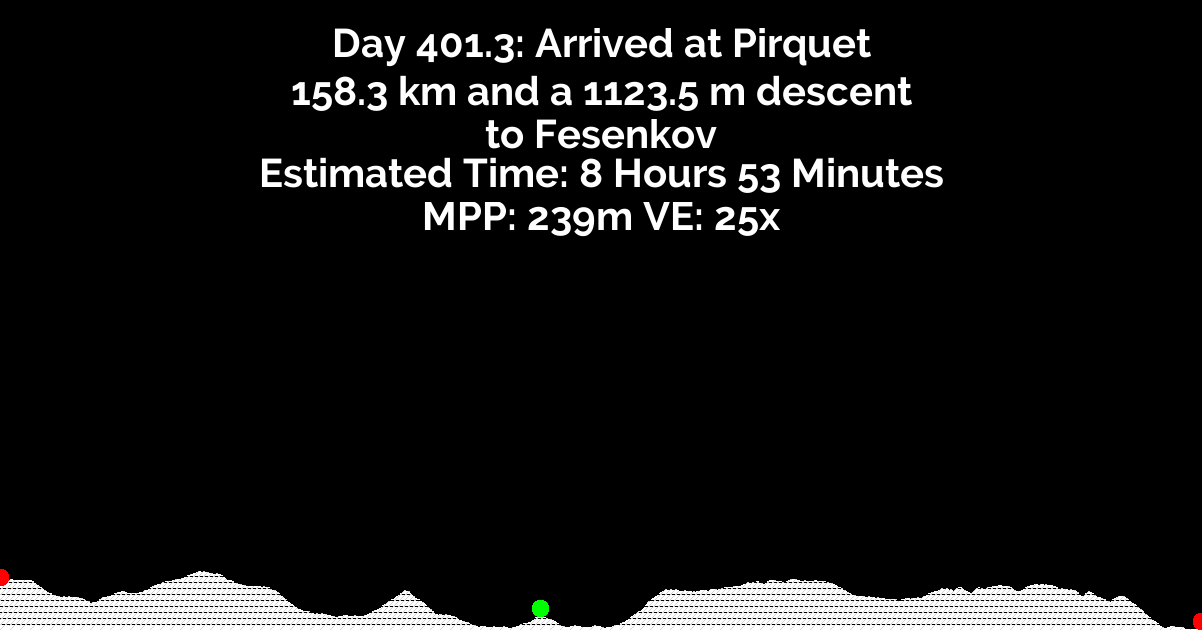 Day 401.3: Arrived at Pirquet
158.3 km and a 1123.5 m descent
to Fesenkov
Estimated Time: 8 Hours 53 Minutes
MPP: 239m VE: 25x